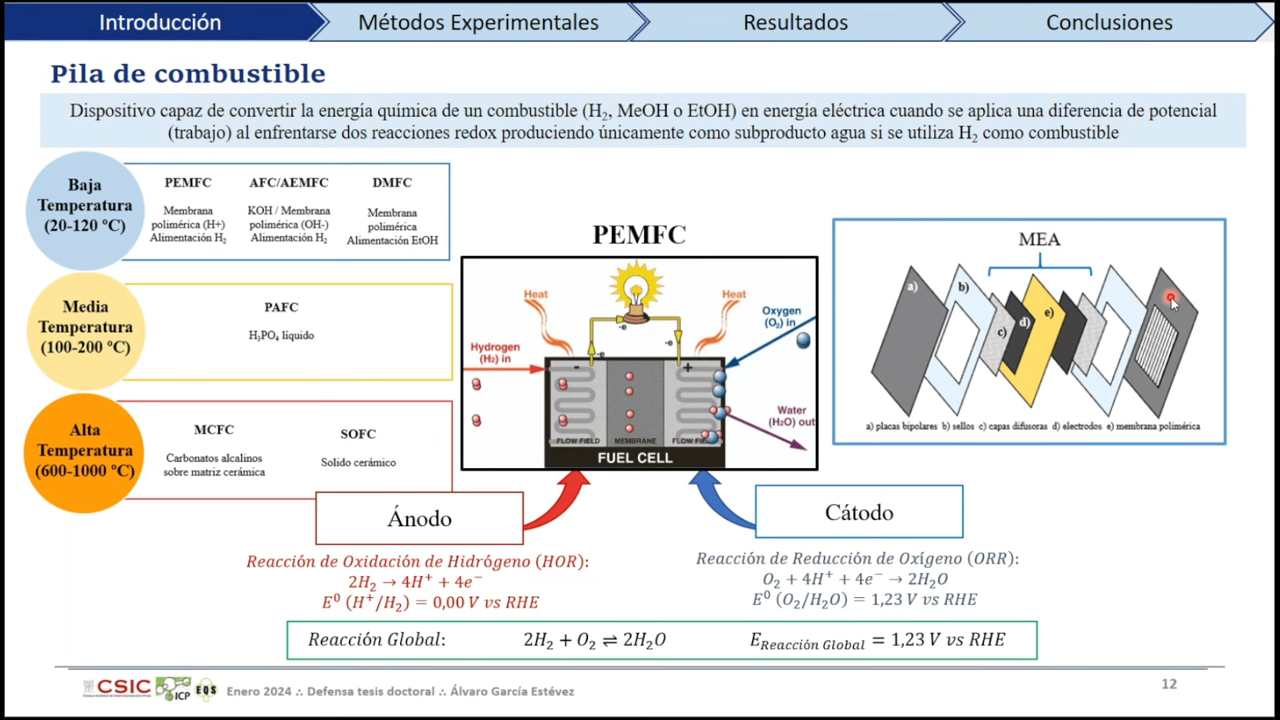 Introducción
Métodos Experimentales
Resultados
Conclusiones
Pila de combustible
Dispositivo capaz de convertir la energía química de un combustible (H₂, MeOH o EtOH) en energía eléctrica cuando se aplica una diferencia de potencial
(trabajo) al enfrentarse dos reacciones redox produciendo únicamente como subproducto agua si se utiliza H₂ como combustible
Baja
Temperatura
(20-120 ºC)
PEMFC
Membrana
polimérica (H+)
Alimentación H₂
AFC/AEMFC
KOH / Membrana
polimérica (OH-)
Alimentación H₂
DMFC
Membrana
polimérica
Alimentación EtOH
Media
Temperatura
(100-200 ºC)
PAFC
H₃PO₄ líquido
Alta
Temperatura
(600-1000 ºC)
MCFC
Carbonatos alcalinos
sobre matriz cerámica
SOFC
Solido cerámico
PEMFC
Heat
Heat
-e
-e
-e
Hydrogen
(H₂) in
Oxygen
(O₂) in
Water
(H₂O) out
-
+
FLOW FIELD
MEMBRANE
FLOW FIELD
FUEL CELL
MEA
a)
b)
c)
d)
e)
a) placas bipolares b) sellos c) capas difusoras d) electrodos e) membrana polimérica
Ánodo
Cátodo
Reacción de Oxidación de Hidrógeno (HOR):
2H₂ → 4H⁺ + 4e⁻
E⁰ (H⁺/H₂) = 0,00 V vs RHE
Reacción de Reducción de Oxígeno (ORR):
O₂ + 4H⁺ + 4e⁻ → 2H₂O
E⁰ (O₂/H₂O) = 1,23 V vs RHE
Reacción Global: 2H₂ + O₂ ⇌ 2H₂O E Reacción Global = 1,23 V vs RHE
CSIC
ICP
EQS
Enero 2024 ∴ Defensa tesis doctoral ∴ Álvaro García Estévez
12